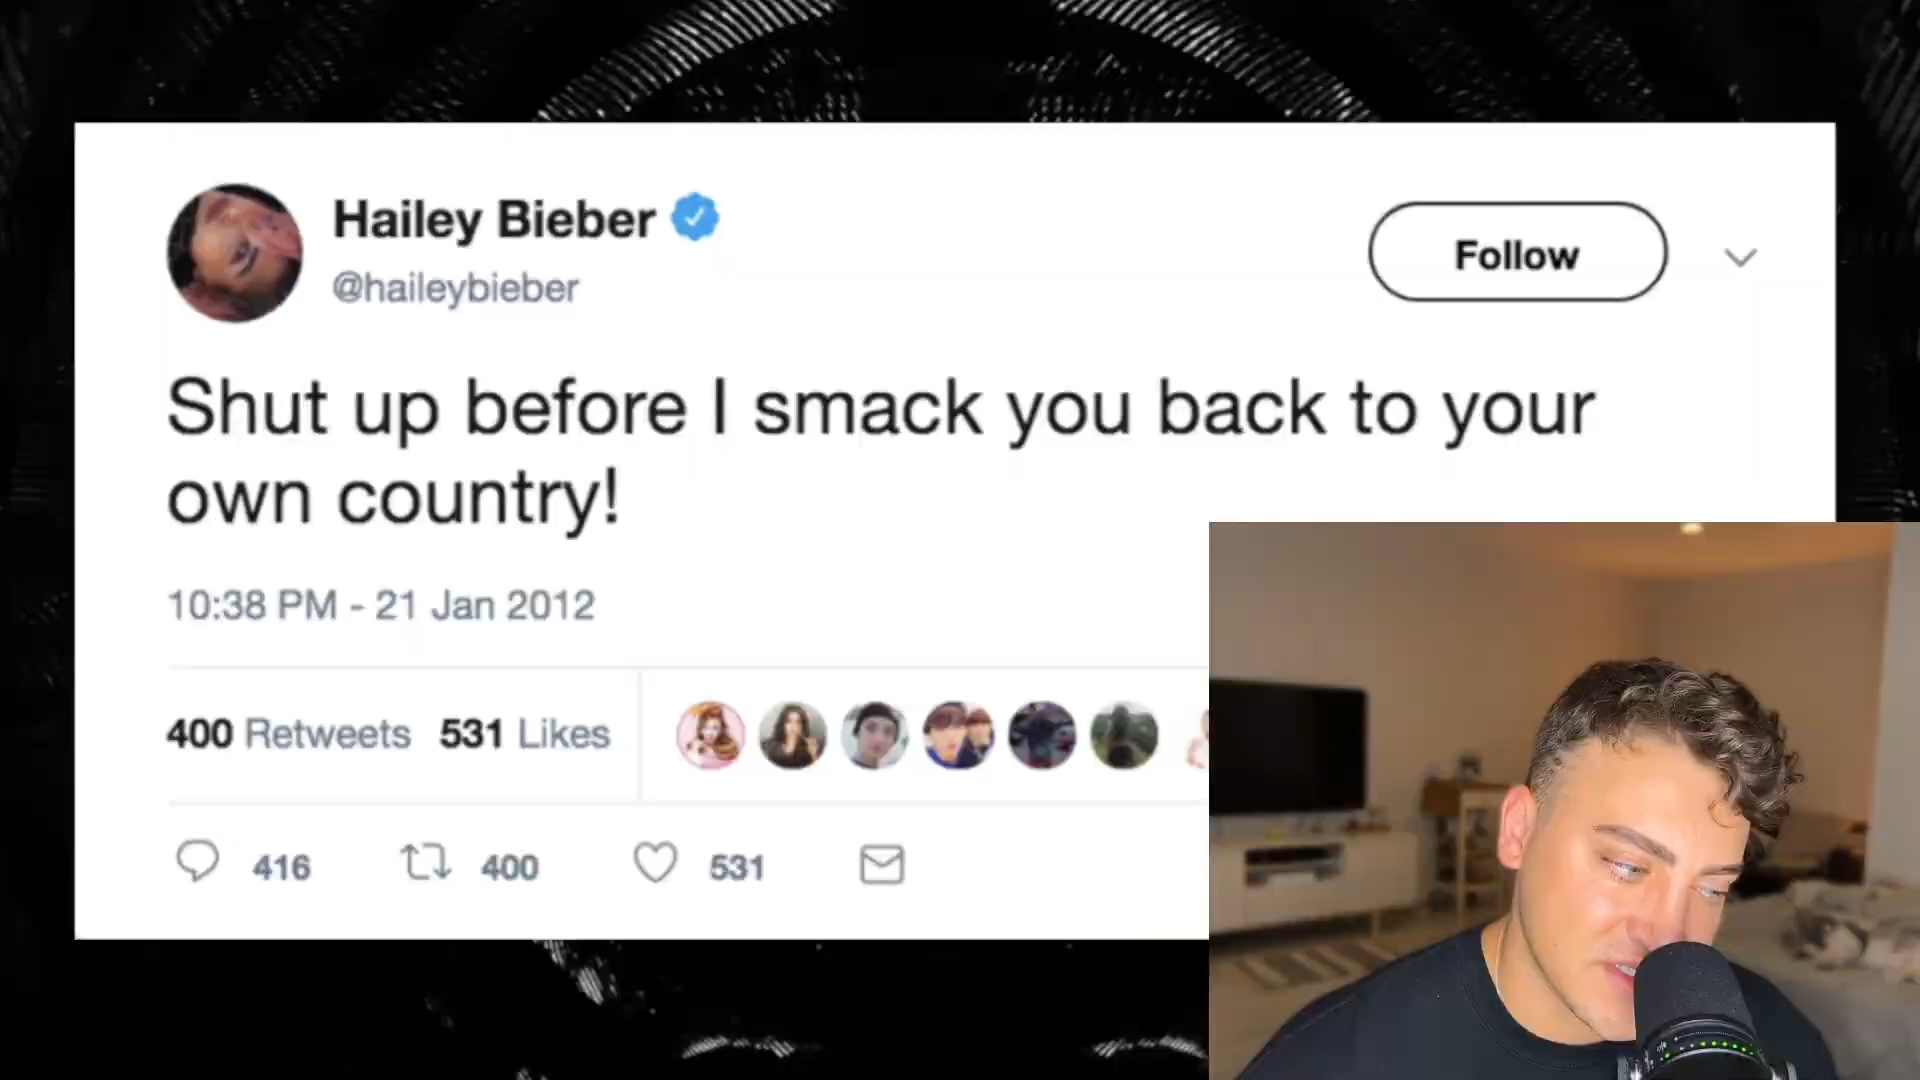 Hailey Bieber
@haileybieber
Follow
Shut up before I smack you back to your
own country!
10:38 PM - 21 Jan 2012
400 Retweets 531 Likes
416 400 531